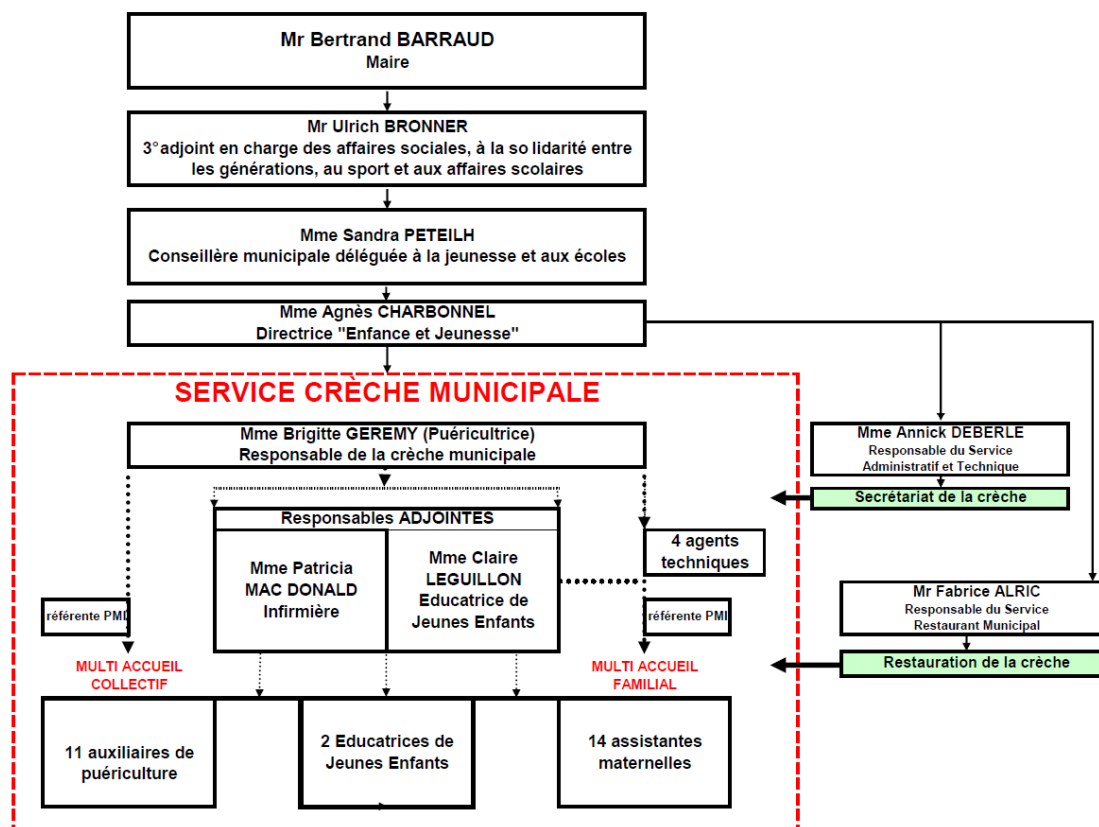 Mr Bertrand BARRAUD
Maire
Mr Ulrich BRONNER
3°adjoint en charge des affaires sociales, à la so lidarité entre
les générations, au sport et aux affaires scolaires
Mme Sandra PETEILH
Conseillère municipale déléguée à la jeunesse et aux écoles
Mme Agnès CHARBONNEL
Directrice "Enfance et Jeunesse"
SERVICE CRÈCHE MUNICIPALE
Mme Brigitte GEREMY (Puéricultrice)
Responsable de la crèche municipale
Mme Annick DEBERLE
Responsable du Service
Administratif et Technique
Secrétariat de la crèche
Responsables ADJOINTES
Mme Patricia
MAC DONALD
Infirmière
Mme Claire
LEGUILLON
Educatrice de
Jeunes Enfants
4 agents
techniques
Mr Fabrice ALRIC
Responsable du Service
Restaurant Municipal
Restauration de la crèche
référente PMI
référente PMI
MULTI ACCUEIL
COLLECTIF
MULTI ACCUEIL
FAMILIAL
11 auxiliaires de
puériculture
2 Educatrices de
Jeunes Enfants
14 assistantes
maternelles